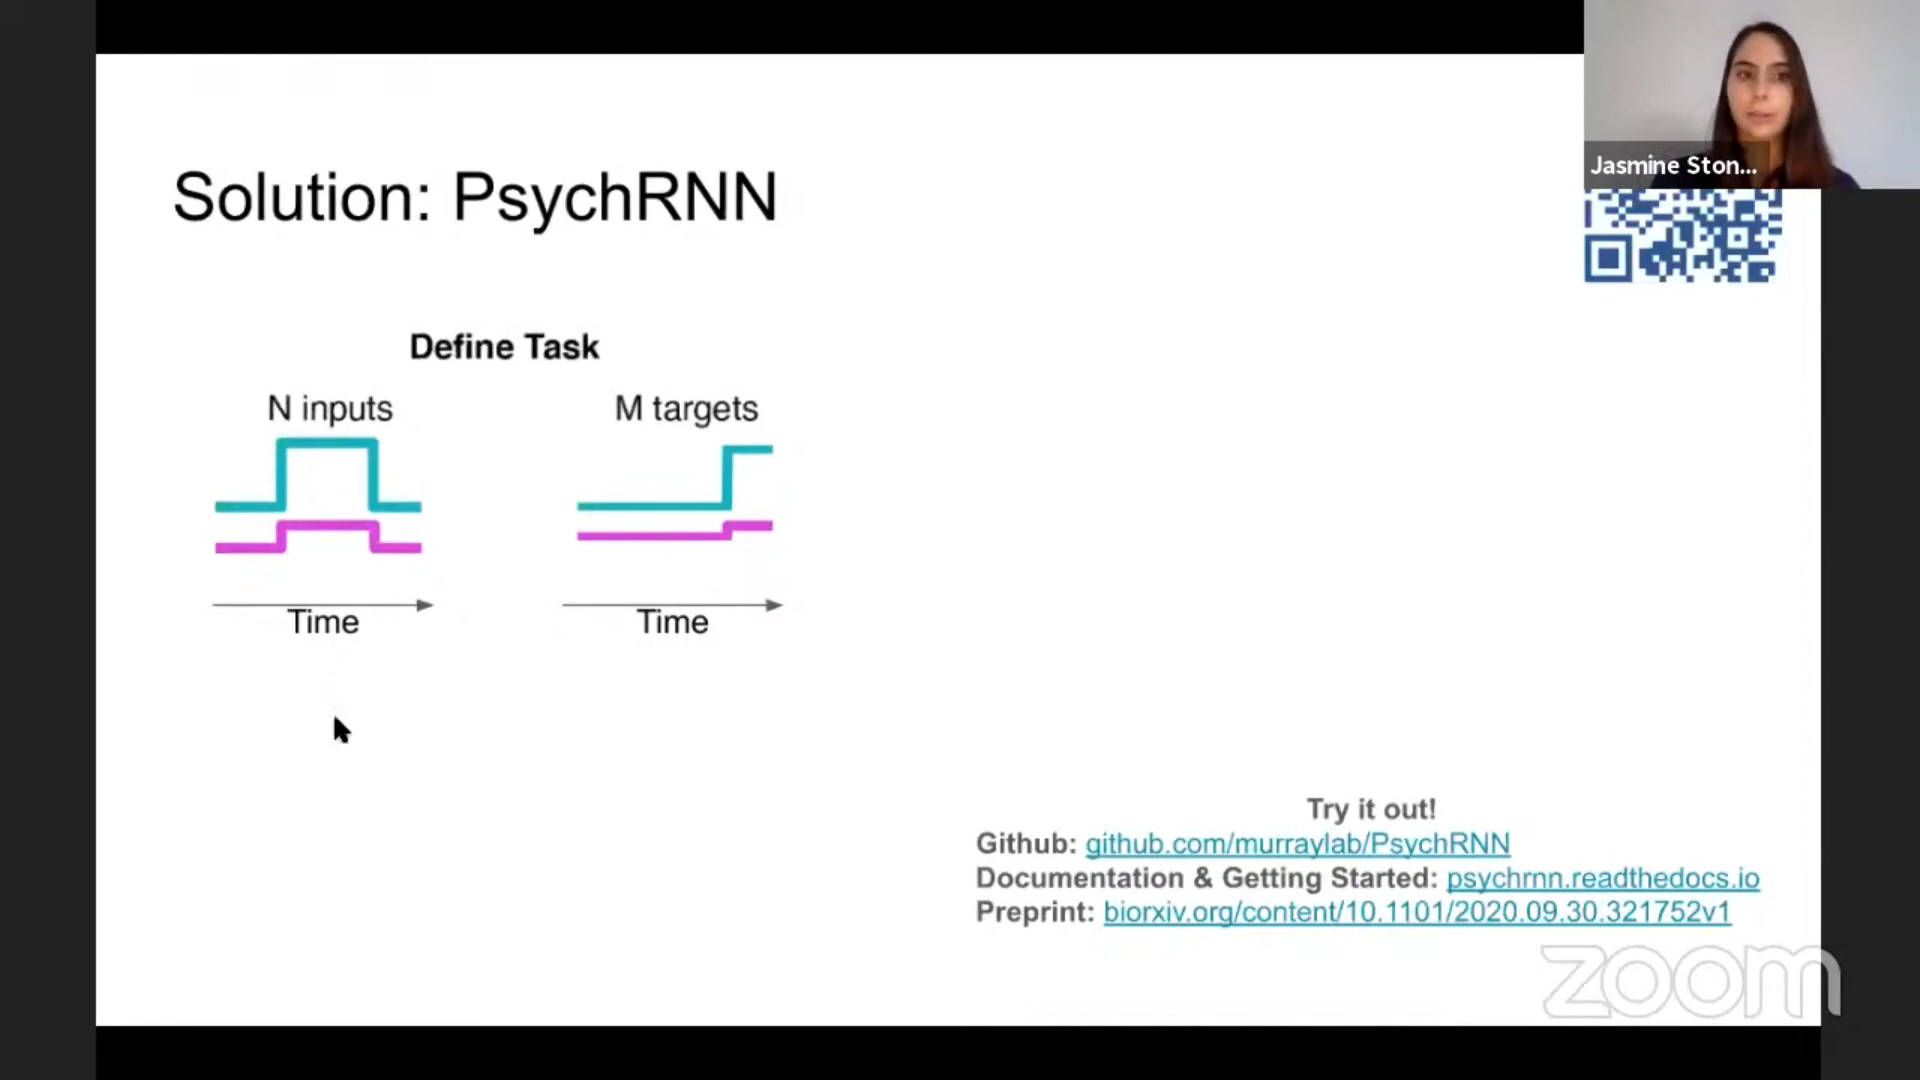 Jasmine Ston...
Solution: PsychRNN
Define Task
N inputs
M targets
Time
Time
Try it out!
Github: github.com/murraylab/PsychRNN
Documentation & Getting Started: psychrnn.readthedocs.io
Preprint: biorxiv.org/content/10.1101/2020.09.30.321752v1
zoom